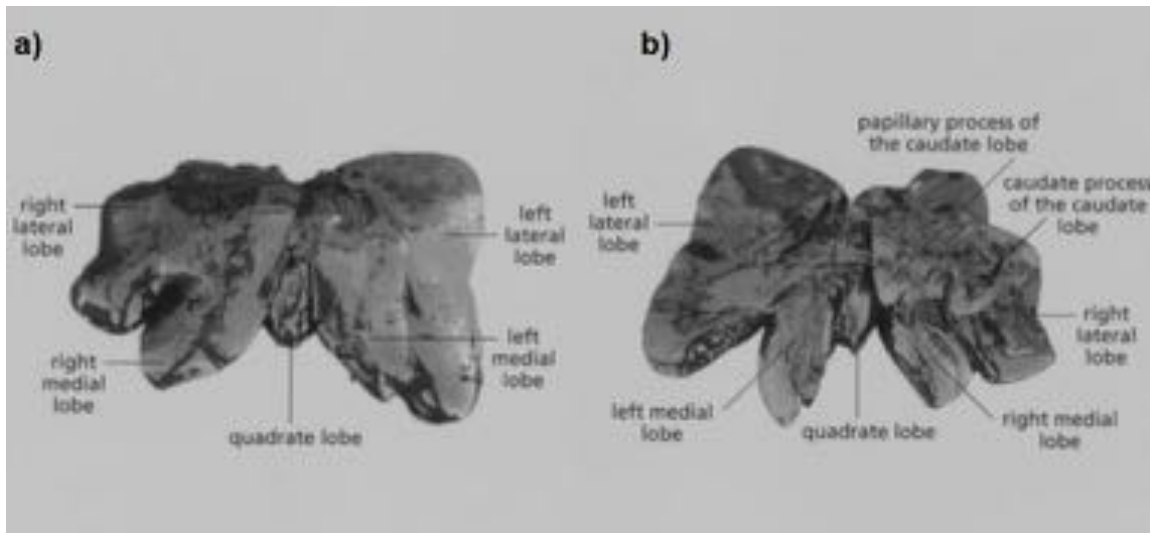 a)
right
lateral
lobe
right
medial
lobe
quadrate lobe
left
lateral
lobe
left
medial
lobe
b)
papillary process of
the caudate lobe
caudate process
of the caudate
lobe
left
lateral
lobe
right
lateral
lobe
left medial
lobe
quadrate lobe
right medial
lobe